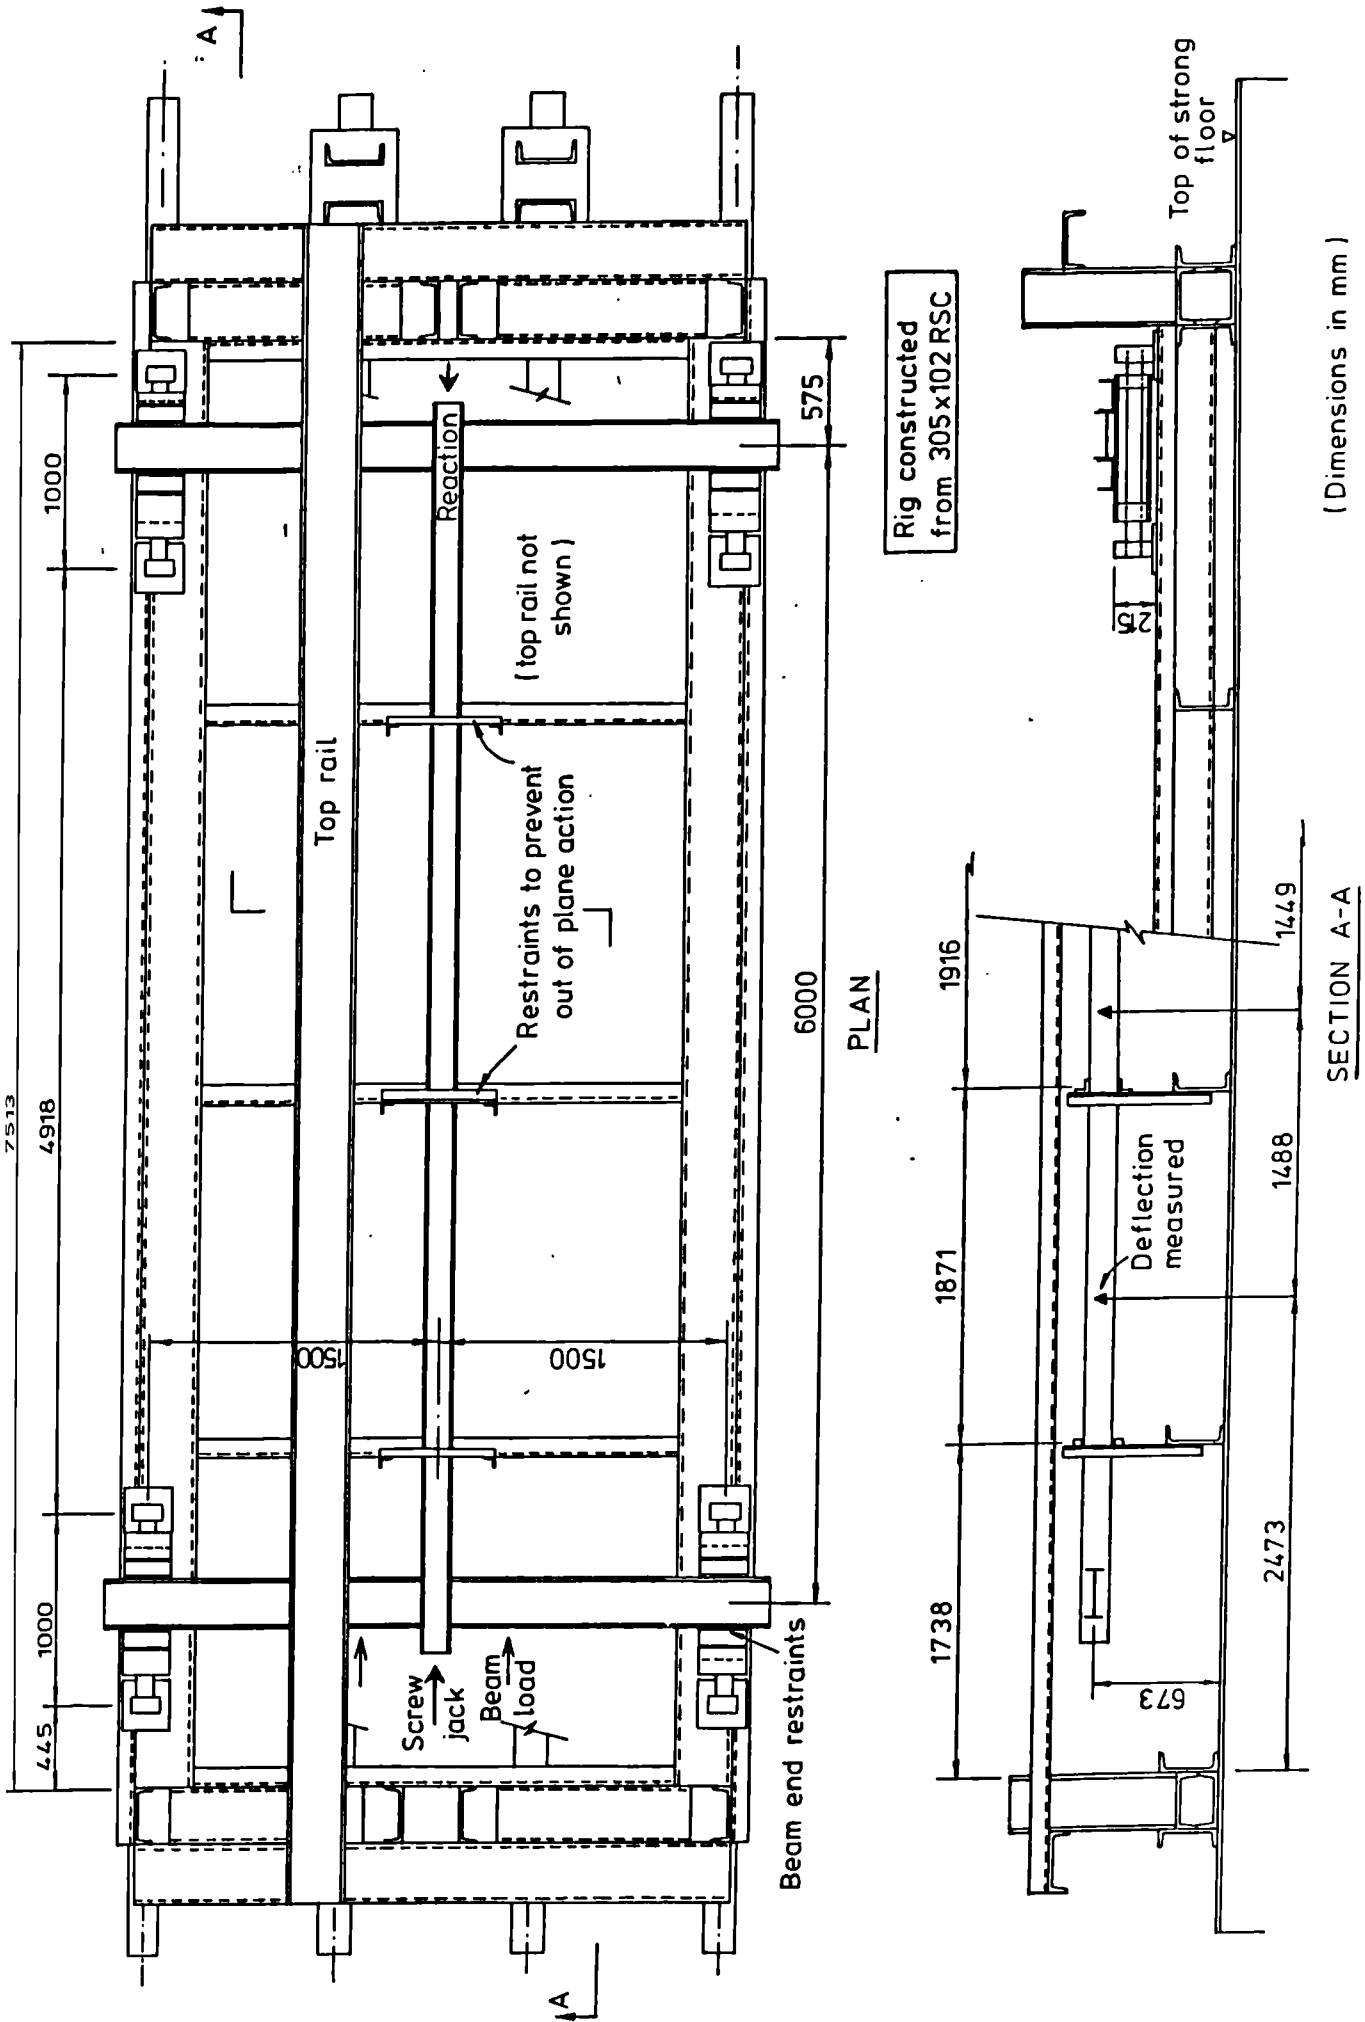 A
A
7513
445
1000
4918
1000
Top rail
Screw
jack
Beam
load
Restraints to prevent
out of plane action
(top rail not
shown)
Reaction
1500
1500
Beam end restraints
6000
575
PLAN
Rig constructed
from 305x102 RSC
1738
1871
1916
215
Top of strong
floor
Deflection
measured
673
2473
1488
1449
SECTION A-A
(Dimensions in mm)